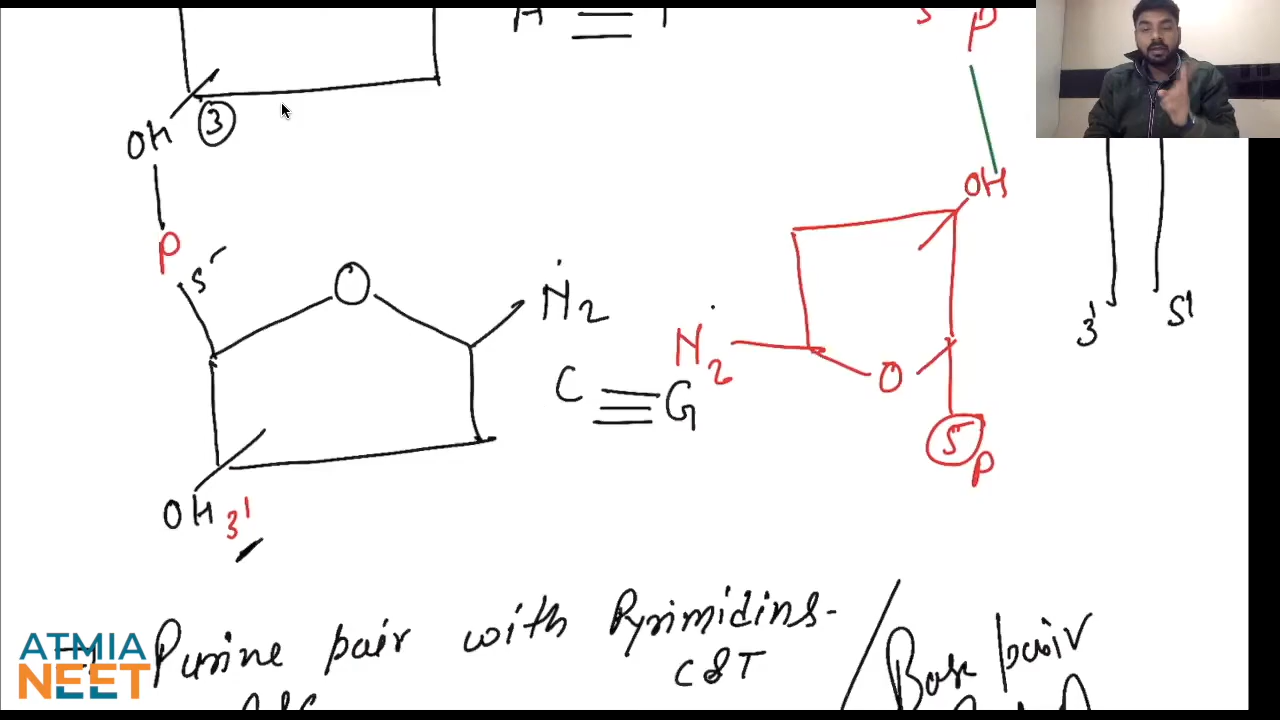 A = T
5 P
3
OH
OH
P
5'
O
N2
N2
C ≡ G
O
5
P
3' 5'
OH 3'
Purine pair with Pyrimidins-
C & T
Base pair
ATMIA
NEET